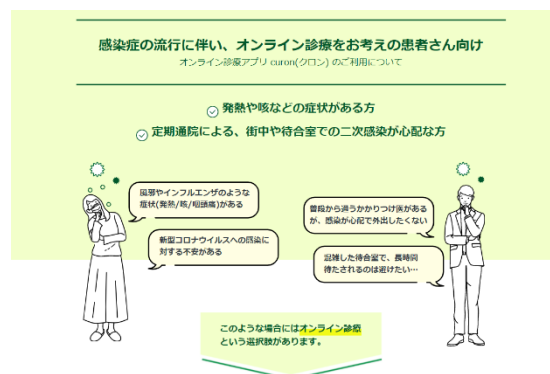 感染症の流行に伴い、オンライン診療をお考えの患者さん向け
オンライン診療アプリ curon(クロン) のご利用について
発熱や咳などの症状がある方
定期通院による、街中や待合室での二次感染が心配な方
風邪やインフルエンザのような
症状(発熱/咳/咽頭痛)がある
新型コロナウイルスへの感染に
対する不安がある
普段から通うかかりつけ医がある
が、感染が心配で外出したくない
混雑した待合室で、長時間
待たされるのは避けたい…
このような場合にはオンライン診療
という選択肢があります。